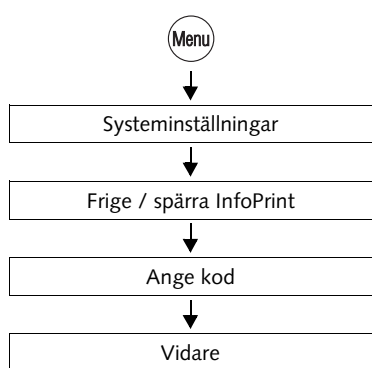 Menu
Systeminställningar
Frige / spärra InfoPrint
Ange kod
Vidare